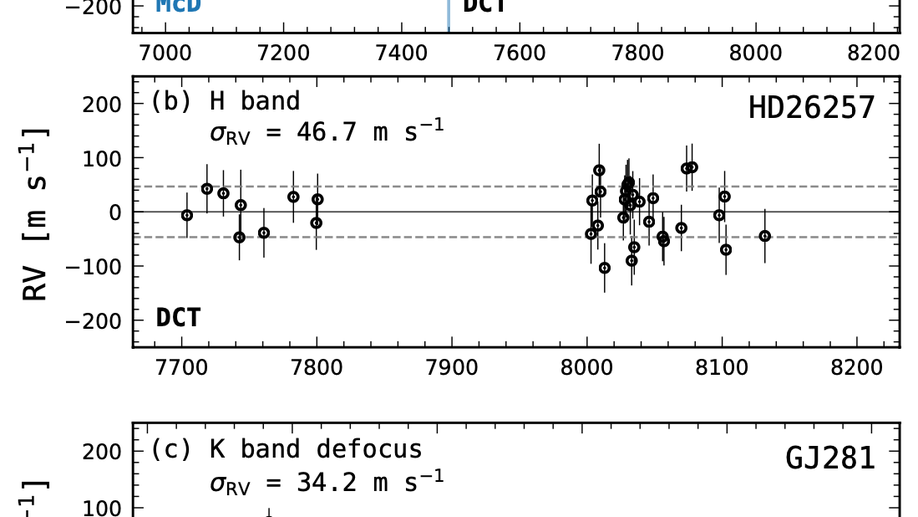 −200 McD DCT
7000 7200 7400 7600 7800 8000 8200
200 (b) H band HD26257
σRV = 46.7 m s−1
100
0
−100
−200 DCT
RV [m s−1]
7700 7800 7900 8000 8100 8200
200 (c) K band defocus GJ281
σRV = 34.2 m s−1
100